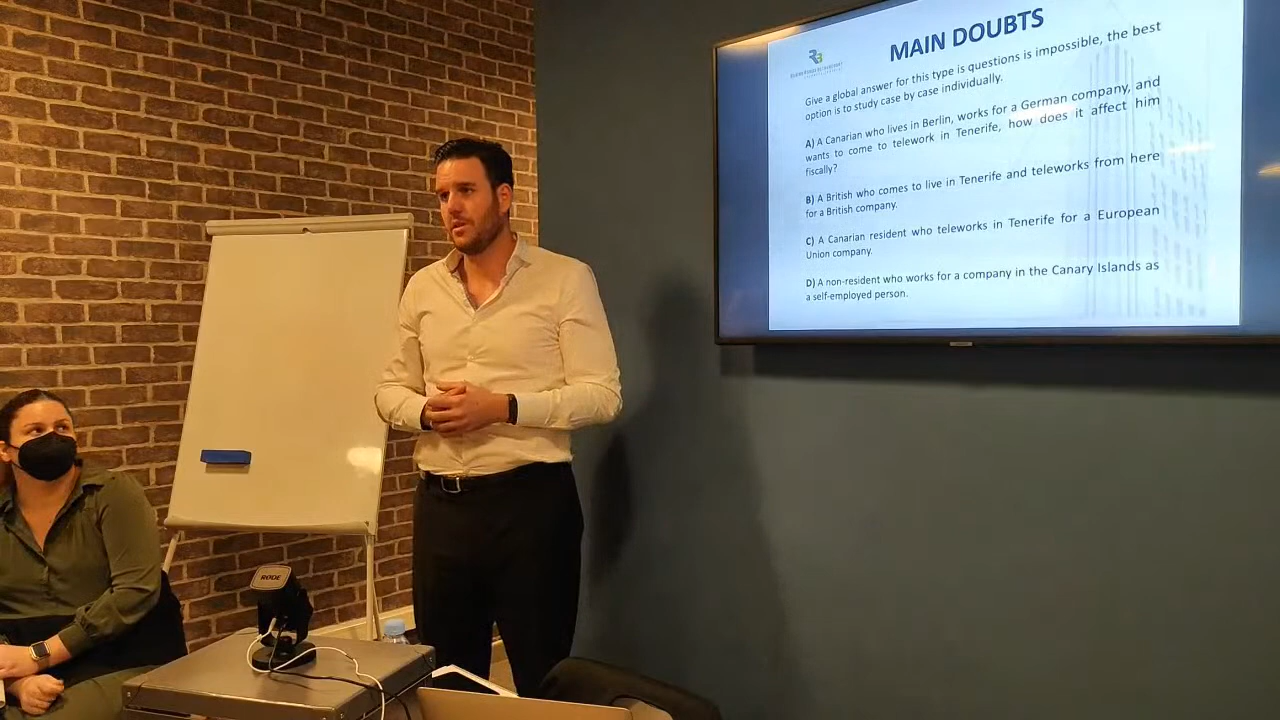 MAIN DOUBTS
Give a global answer for this type is questions is impossible, the best
option is to study case by case individually.
A) A Canarian who lives in Berlin, works for a German company, and
wants to come to telework in Tenerife, how does it affect him
fiscally?
B) A British who comes to live in Tenerife and teleworks from here
for a British company.
C) A Canarian resident who teleworks in Tenerife for a European
Union company.
D) A non-resident who works for a company in the Canary Islands as
a self-employed person.
RØDE